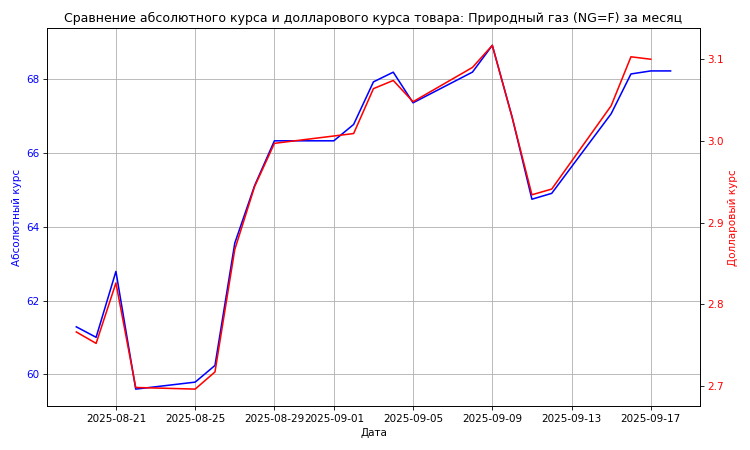 Сравнение абсолютного курса и долларового курса товара: Природный газ (NG=F) за месяц
Абсолютный курс
68
66
64
62
60
3.1
3.0
2.9
2.8
2.7
Долларовый курс
2025-08-21 2025-08-25 2025-08-29 2025-09-01 2025-09-05 2025-09-09 2025-09-13 2025-09-17
Дата